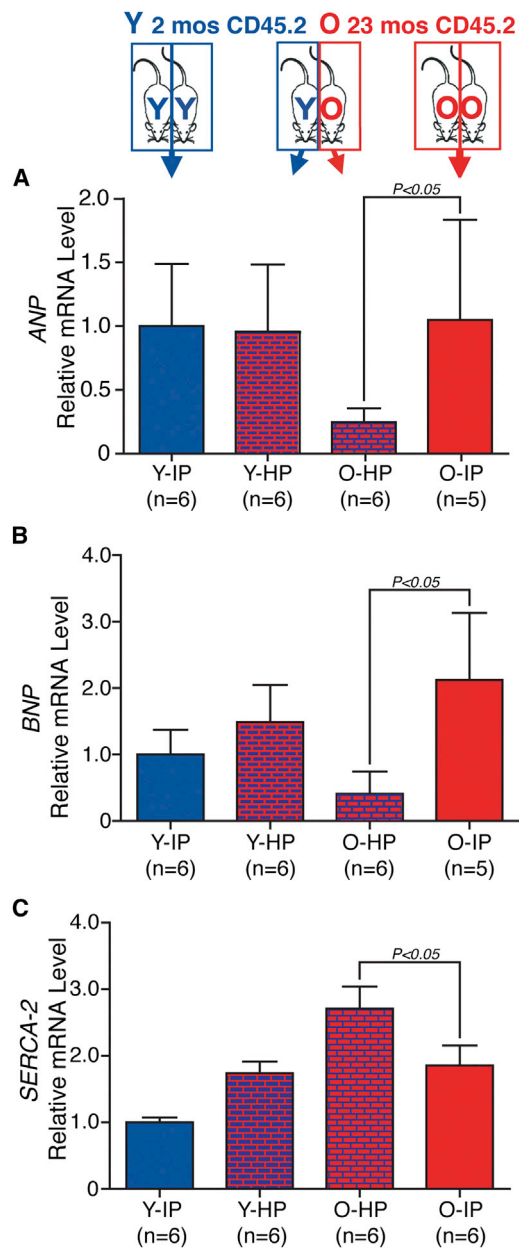 Y 2 mos CD45.2 O 23 mos CD45.2
Y Y Y O O O
A
P<0.05
ANP
Relative mRNA Level
2.0
1.5
1.0
0.5
0
Y-IP Y-HP O-HP O-IP
(n=6) (n=6) (n=6) (n=5)
B
P<0.05
BNP
Relative mRNA Level
4.0
3.0
2.0
1.0
0
Y-IP Y-HP O-HP O-IP
(n=6) (n=6) (n=6) (n=5)
C
P<0.05
SERCA-2
Relative mRNA Level
4.0
3.0
2.0
1.0
0
Y-IP Y-HP O-HP O-IP
(n=6) (n=6) (n=6) (n=6)